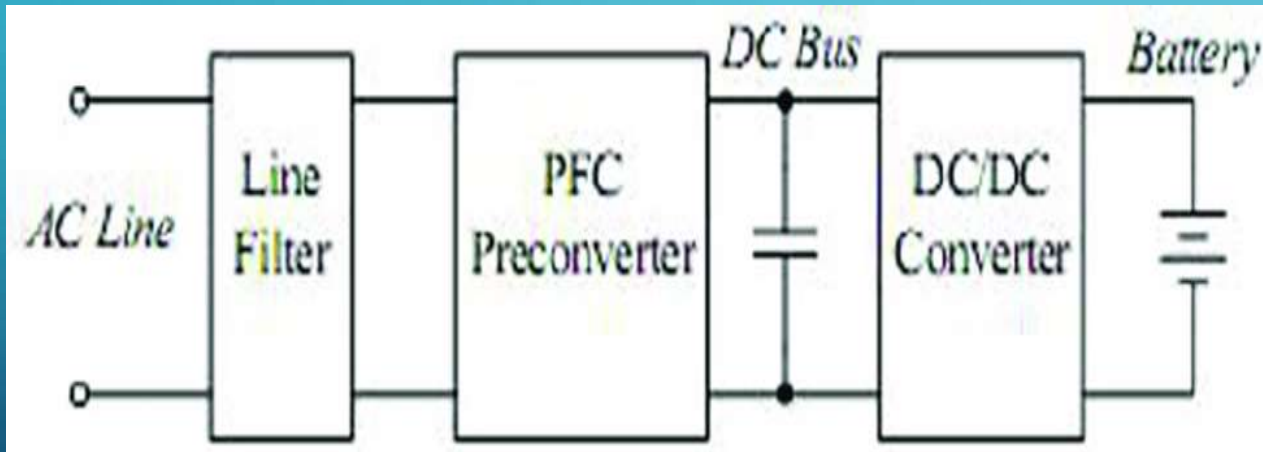 AC Line
Line
Filter
PFC
Preconverter
DC Bus
DC/DC
Converter
Battery